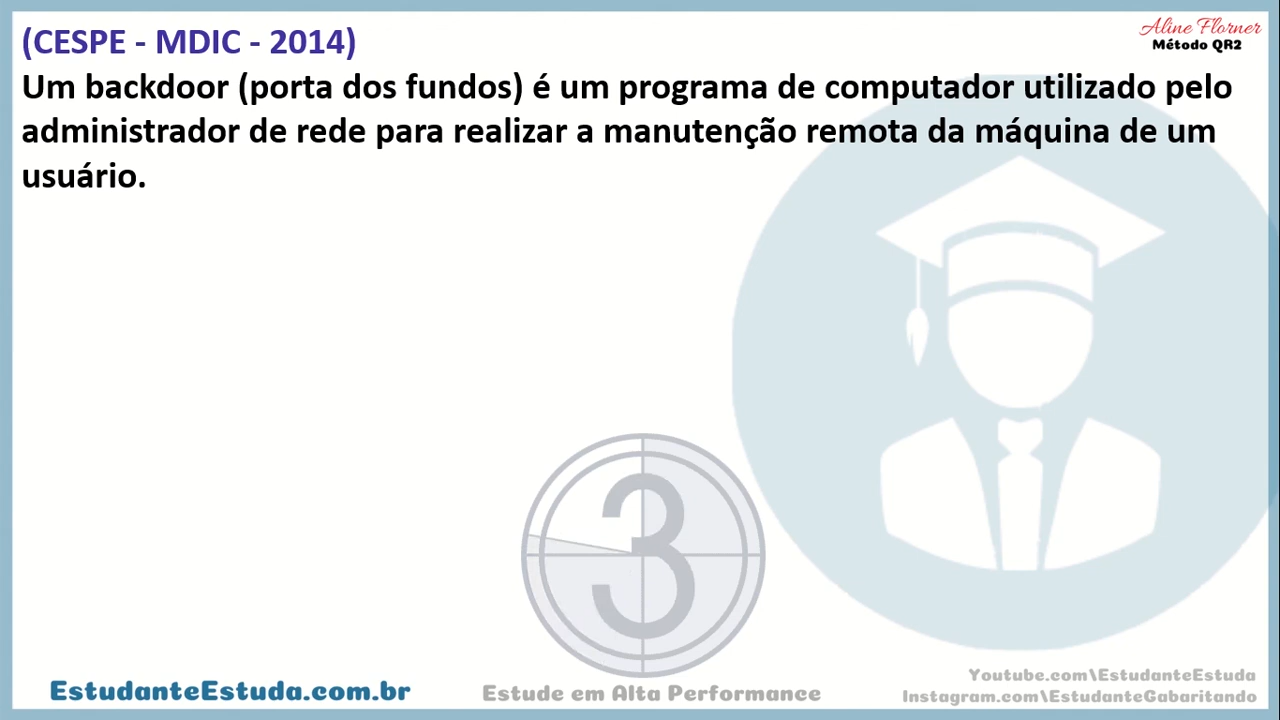 (CESPE - MDIC - 2014)
Aline Florner
Método QR2
Um backdoor (porta dos fundos) é um programa de computador utilizado pelo
administrador de rede para realizar a manutenção remota da máquina de um
usuário.
3
EstudanteEstuda.com.br
Estude em Alta Performance
Youtube.com\EstudanteEstuda
Instagram.com\EstudanteGabaritando